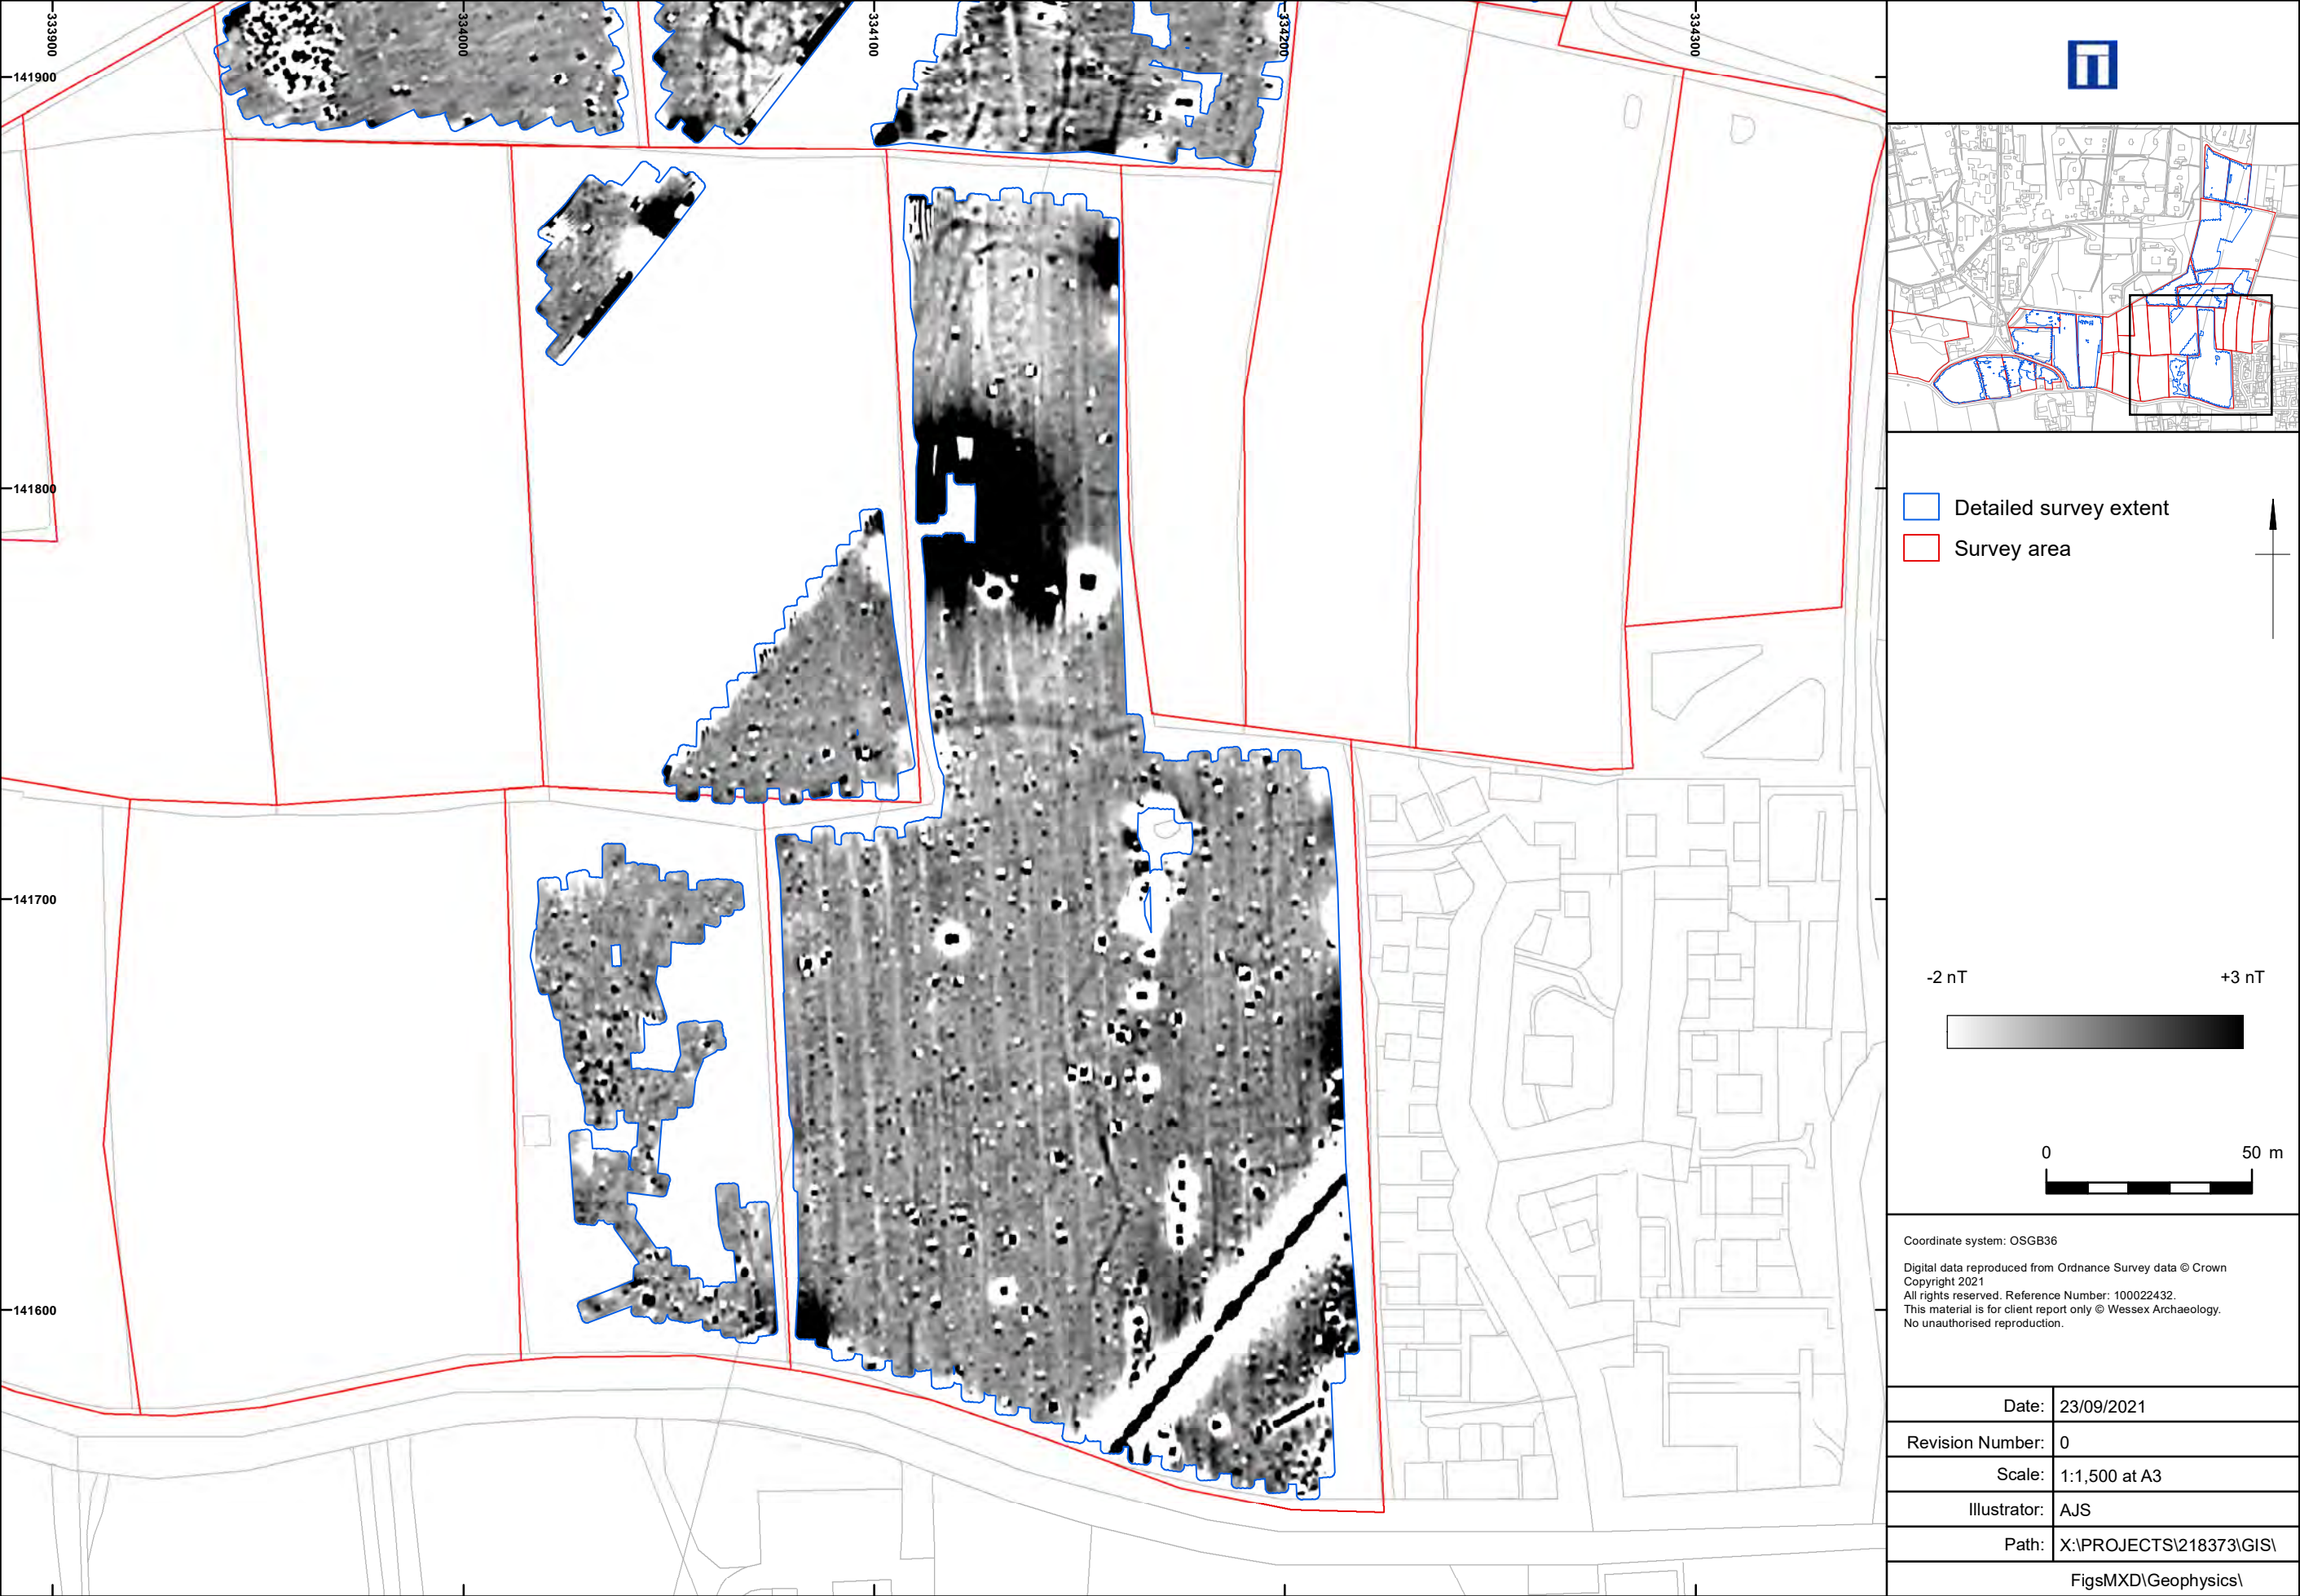 333900
334000
334100
334200
334300
141900
141800
141700
141600
Detailed survey extent
Survey area
-2 nT
+3 nT
0
50 m
Coordinate system: OSGB36
Digital data reproduced from Ordnance Survey data © Crown
Copyright 2021
All rights reserved. Reference Number: 100022432.
This material is for client report only © Wessex Archaeology.
No unauthorised reproduction.
Date: 23/09/2021
Revision Number: 0
Scale: 1:1,500 at A3
Illustrator: AJS
Path: X:\PROJECTS\218373\GIS\
FigsMXD\Geophysics\